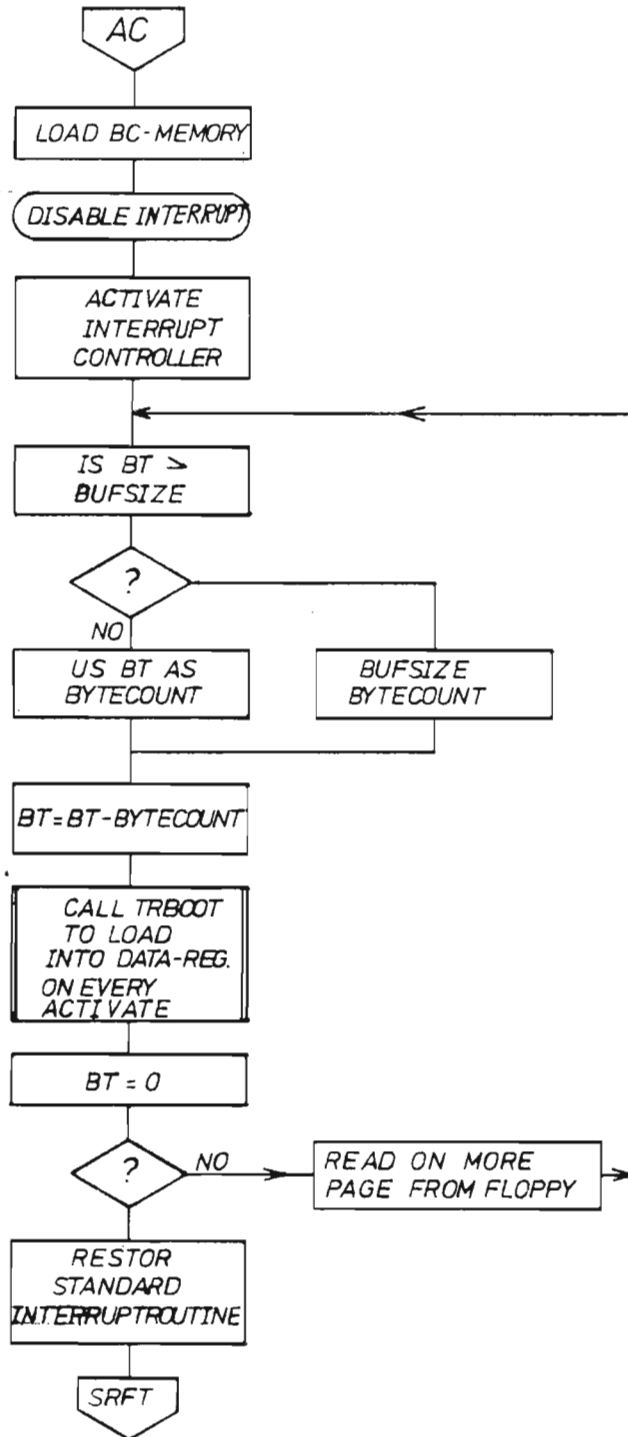 AC
LOAD BC-MEMORY
DISABLE INTERRUPT
ACTIVATE
INTERRUPT
CONTROLLER
IS BT >
BUFSIZE
?
NO
US BT AS
BYTECOUNT
BUFSIZE
BYTECOUNT
BT=BT-BYTECOUNT
CALL TRBOOT
TO LOAD
INTO DATA-REG.
ON EVERY
ACTIVATE
BT = 0
?
NO
READ ON MORE
PAGE FROM FLOPPY
RESTOR
STANDARD
INTERRUPTROUTINE
SRFT